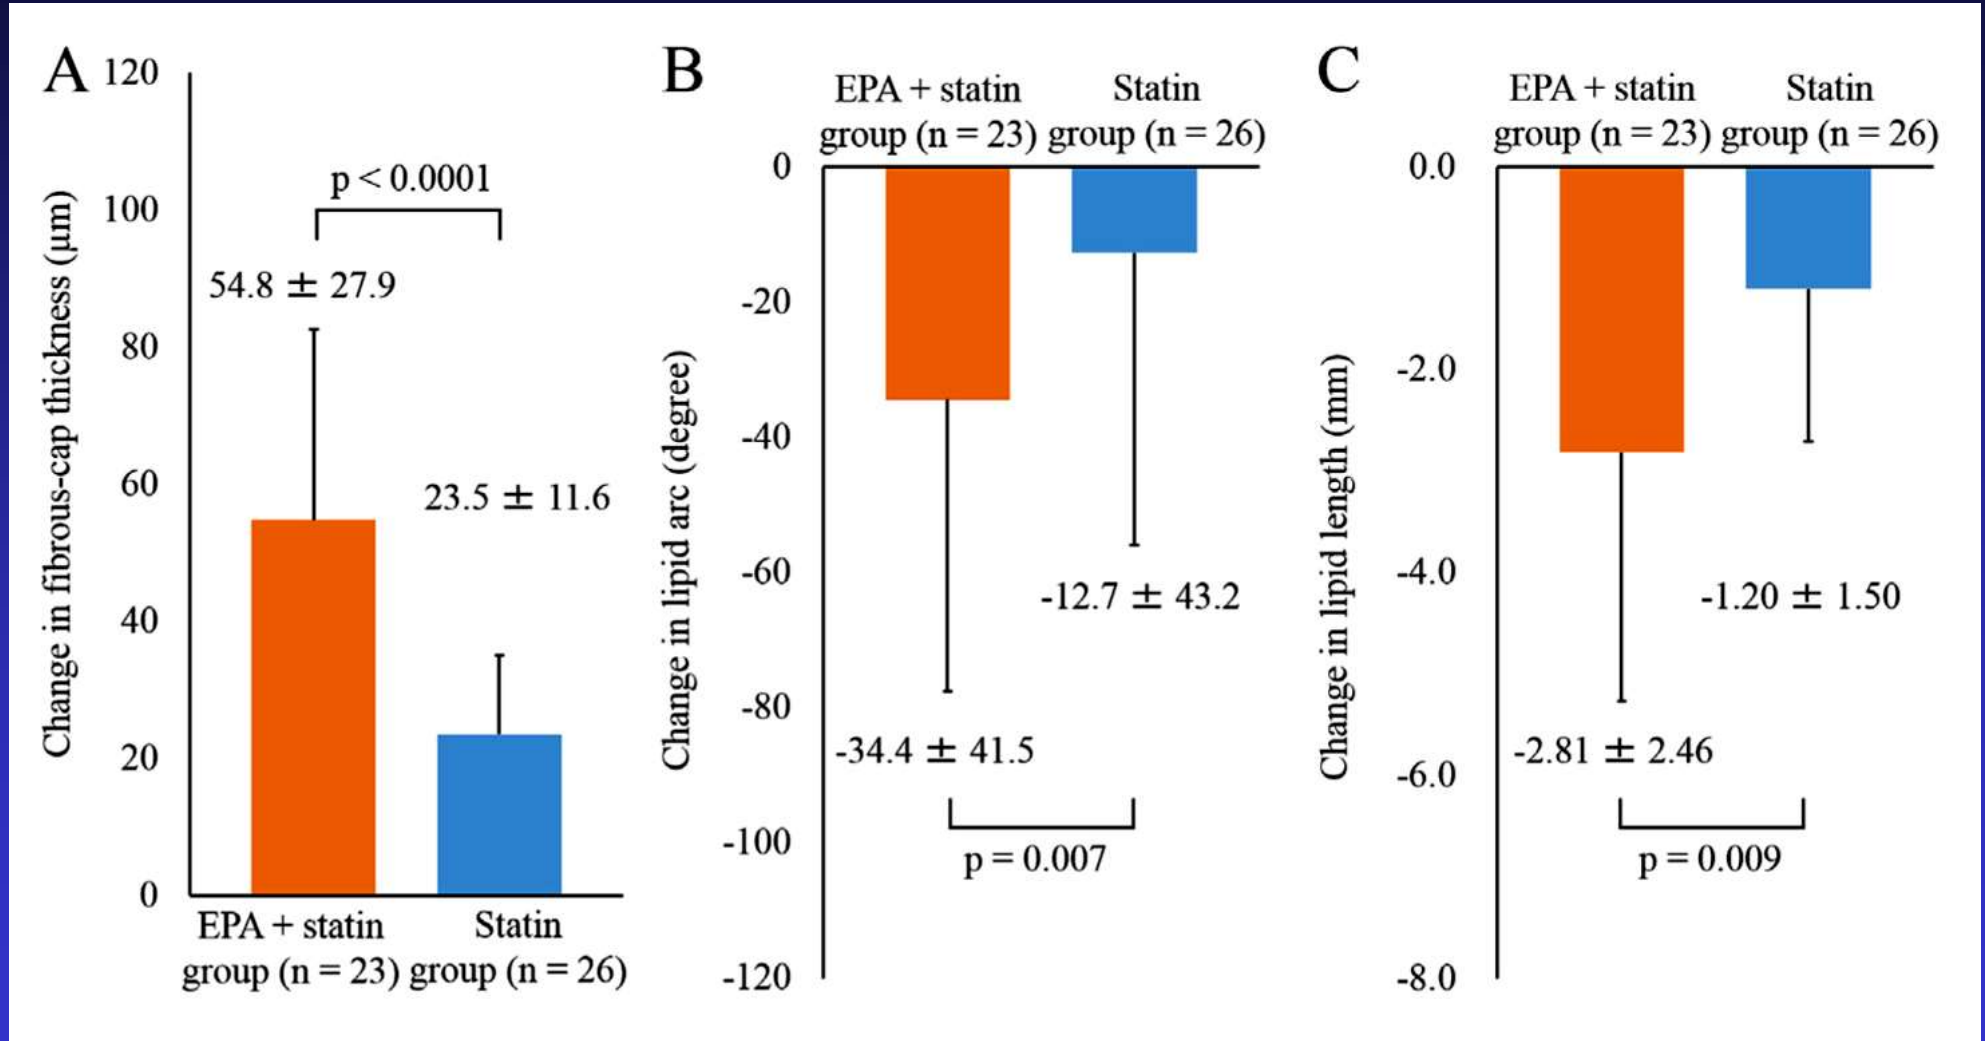 A
120
100
80
60
40
20
0
Change in fibrous-cap thickness (μm)
p < 0.0001
54.8 ± 27.9
23.5 ± 11.6
EPA + statin
group (n = 23)
Statin
group (n = 26)
B
EPA + statin
group (n = 23)
Statin
group (n = 26)
0
-20
-40
-60
-80
-100
-120
Change in lipid arc (degree)
-12.7 ± 43.2
-34.4 ± 41.5
p = 0.007
C
EPA + statin
group (n = 23)
Statin
group (n = 26)
0.0
-2.0
-4.0
-6.0
-8.0
Change in lipid length (mm)
-1.20 ± 1.50
-2.81 ± 2.46
p = 0.009